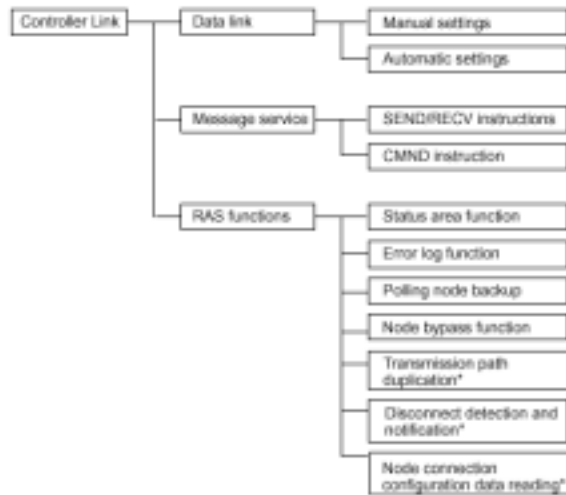 Controller Link
Data link
Manual settings
Automatic settings
Message service
SEND/RECV instructions
CMND instruction
RAS functions
Status area function
Error log function
Polling node backup
Node bypass function
Transmission path
duplication*
Disconnect detection and
notification*
Node connection
configuration data reading*